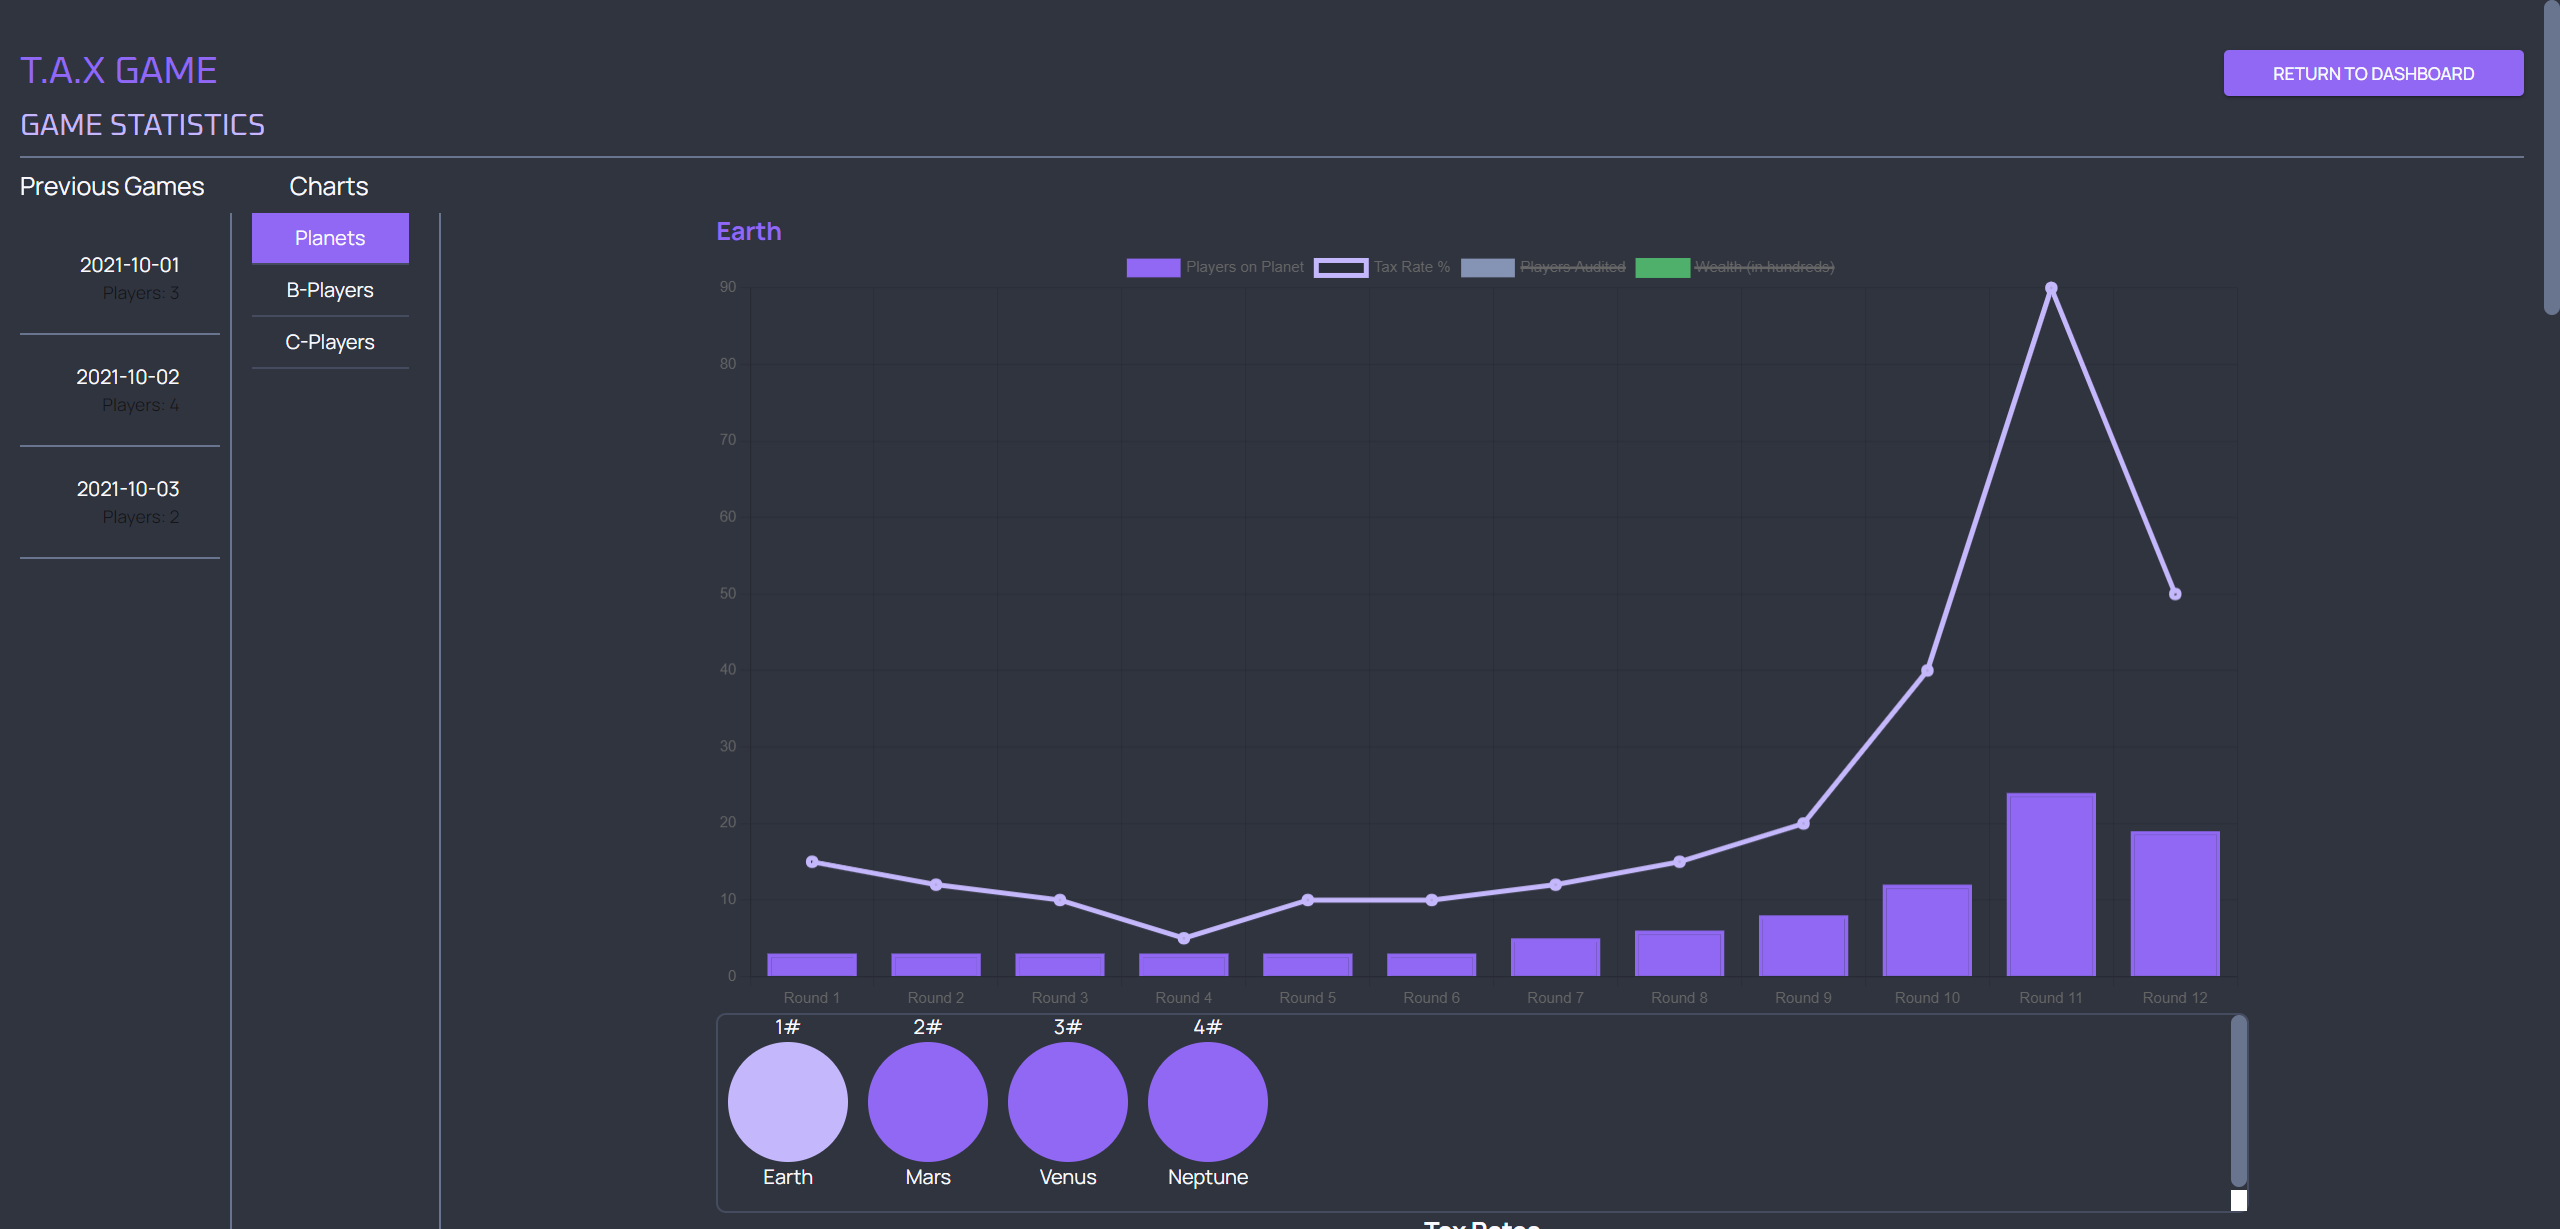 T.A.X GAME
RETURN TO DASHBOARD
GAME STATISTICS
Previous Games
2021-10-01
Players: 3
2021-10-02
Players: 4
2021-10-03
Players: 2
Charts
Planets
B-Players
C-Players
Earth
Players on Planet Tax Rate % Players Audited Wealth (in hundreds)
90
80
70
60
50
40
30
20
10
0
Round 1 Round 2 Round 3 Round 4 Round 5 Round 6 Round 7 Round 8 Round 9 Round 10 Round 11 Round 12
1# 2# 3# 4#
Earth Mars Venus Neptune
Tax Rates